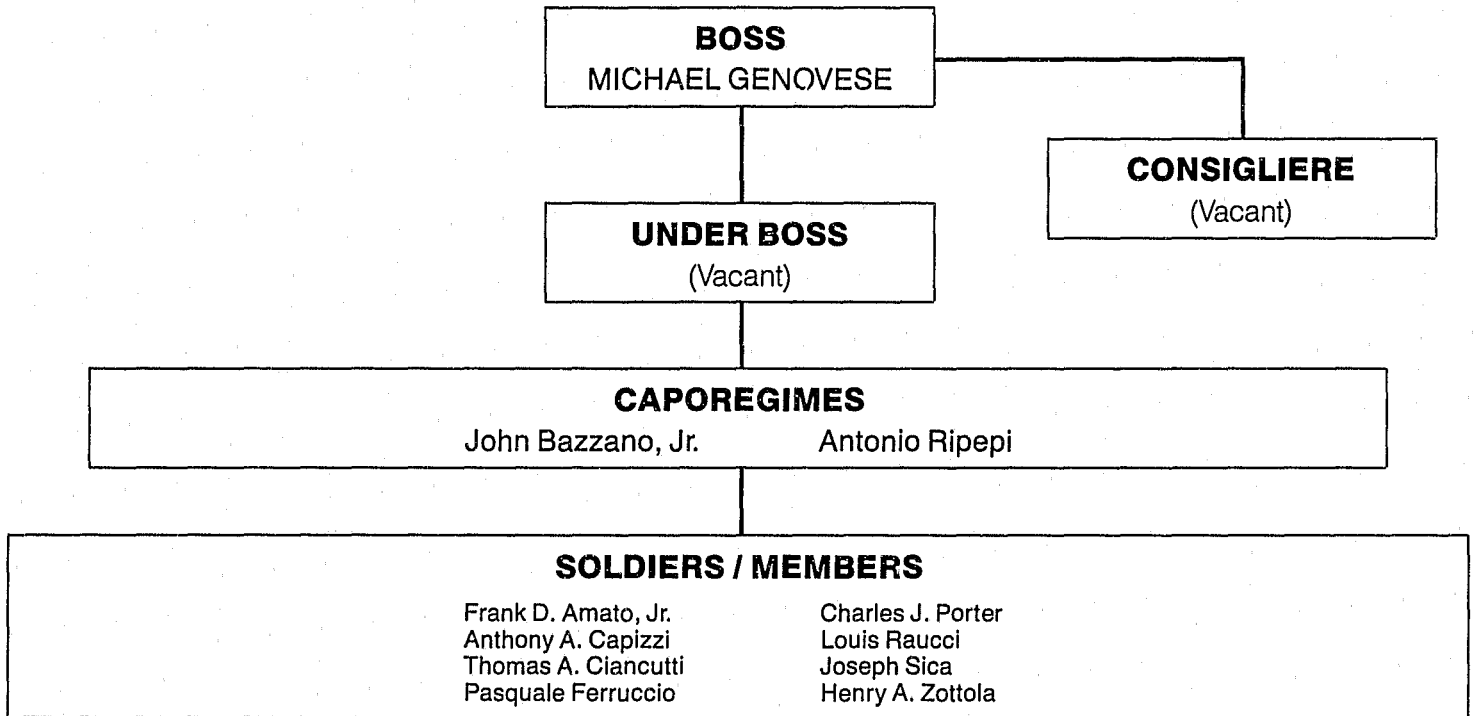 BOSS
MICHAEL GENOVESE
CONSIGLIERE
(Vacant)
UNDER BOSS
(Vacant)
CAPOREGIMES
John Bazzano, Jr. Antonio Ripepi
SOLDIERS / MEMBERS
Frank D. Amato, Jr. Charles J. Porter
Anthony A. Capizzi Louis Raucci
Thomas A. Ciancutti Joseph Sica
Pasquale Ferruccio Henry A. Zottola